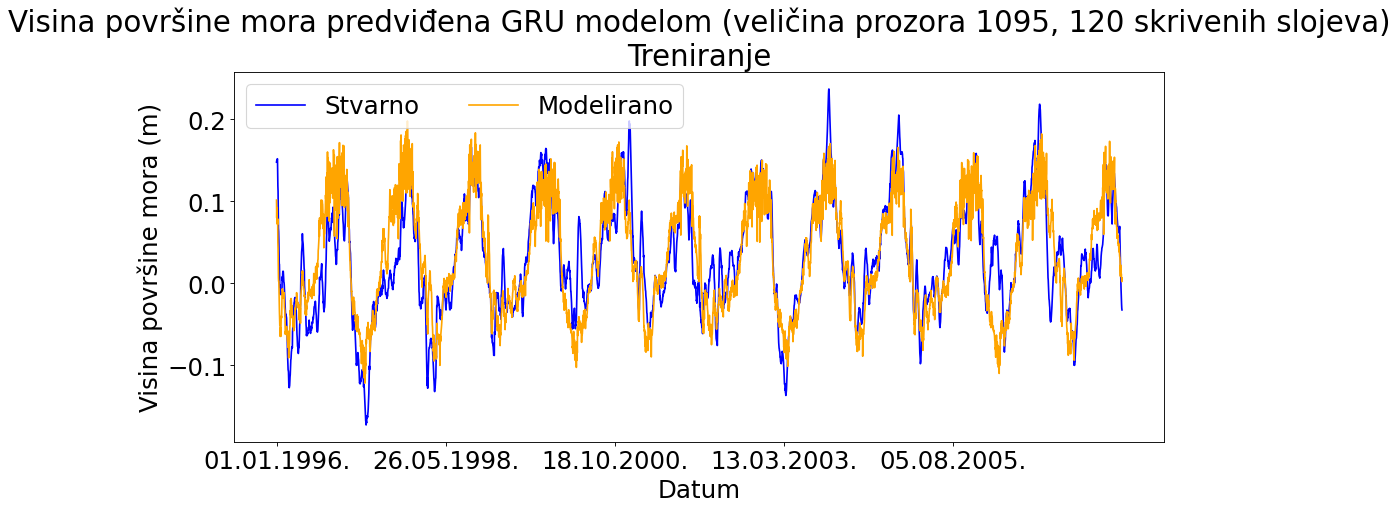 Visina površine mora predviđena GRU modelom (veličina prozora 1095, 120 skrivenih slojeva)
Treniranje
Stvarno Modelirano
Visina površine mora (m)
0.2
0.1
0.0
−0.1
01.01.1996. 26.05.1998. 18.10.2000. 13.03.2003. 05.08.2005.
Datum